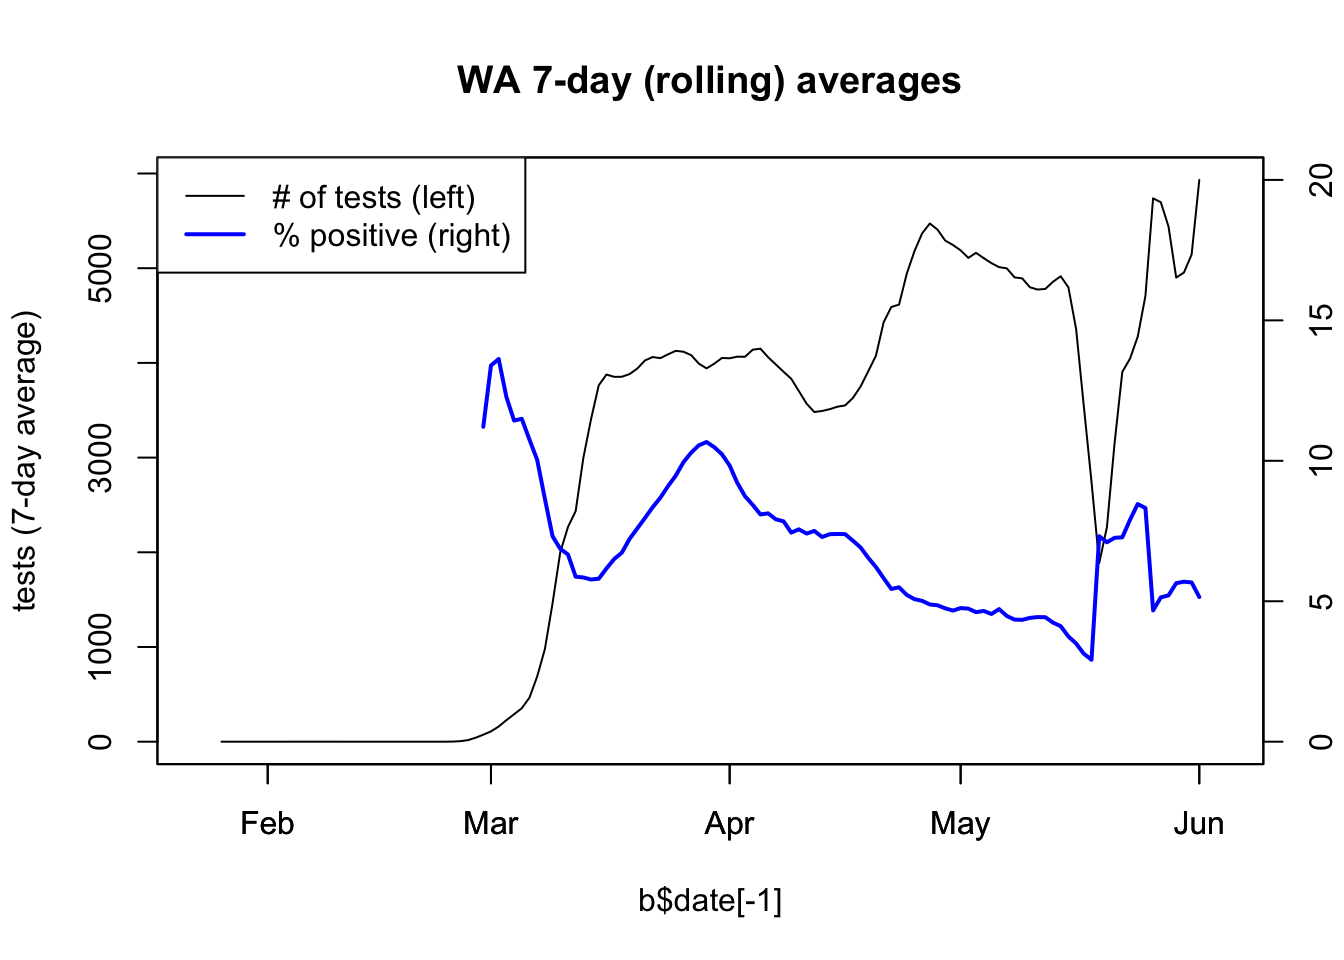 WA 7-day (rolling) averages
# of tests (left)
% positive (right)
tests (7-day average)
5000
3000
1000
0
20
15
10
5
0
Feb Mar Apr May Jun
b$date[-1]